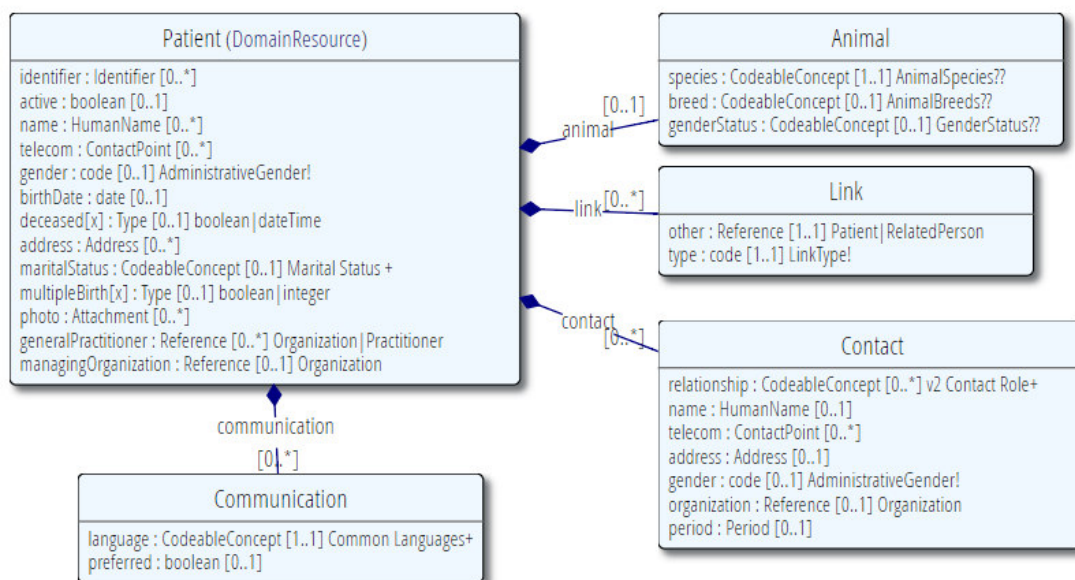 Patient (DomainResource)
identifier : Identifier [0..*]
active : boolean [0..1]
name : HumanName [0..*]
telecom : ContactPoint [0..*]
gender : code [0..1] AdministrativeGender!
birthDate : date [0..1]
deceased[x] : Type [0..1] boolean|dateTime
address : Address [0..*]
maritalStatus : CodeableConcept [0..1] Marital Status +
multipleBirth[x] : Type [0..1] boolean|integer
photo : Attachment [0..*]
generalPractitioner : Reference [0..*] Organization|Practitioner
managingOrganization : Reference [0..1] Organization
[0..1]
animal
Animal
species : CodeableConcept [1..1] AnimalSpecies??
breed : CodeableConcept [0..1] AnimalBreeds??
genderStatus : CodeableConcept [0..1] GenderStatus??
[0..*]
link
Link
other : Reference [1..1] Patient|RelatedPerson
type : code [1..1] LinkType!
contact
[0..*]
Contact
relationship : CodeableConcept [0..*] v2 Contact Role+
name : HumanName [0..1]
telecom : ContactPoint [0..*]
address : Address [0..1]
gender : code [0..1] AdministrativeGender!
organization : Reference [0..1] Organization
period : Period [0..1]
communication
[0..*]
Communication
language : CodeableConcept [1..1] Common Languages+
preferred : boolean [0..1]